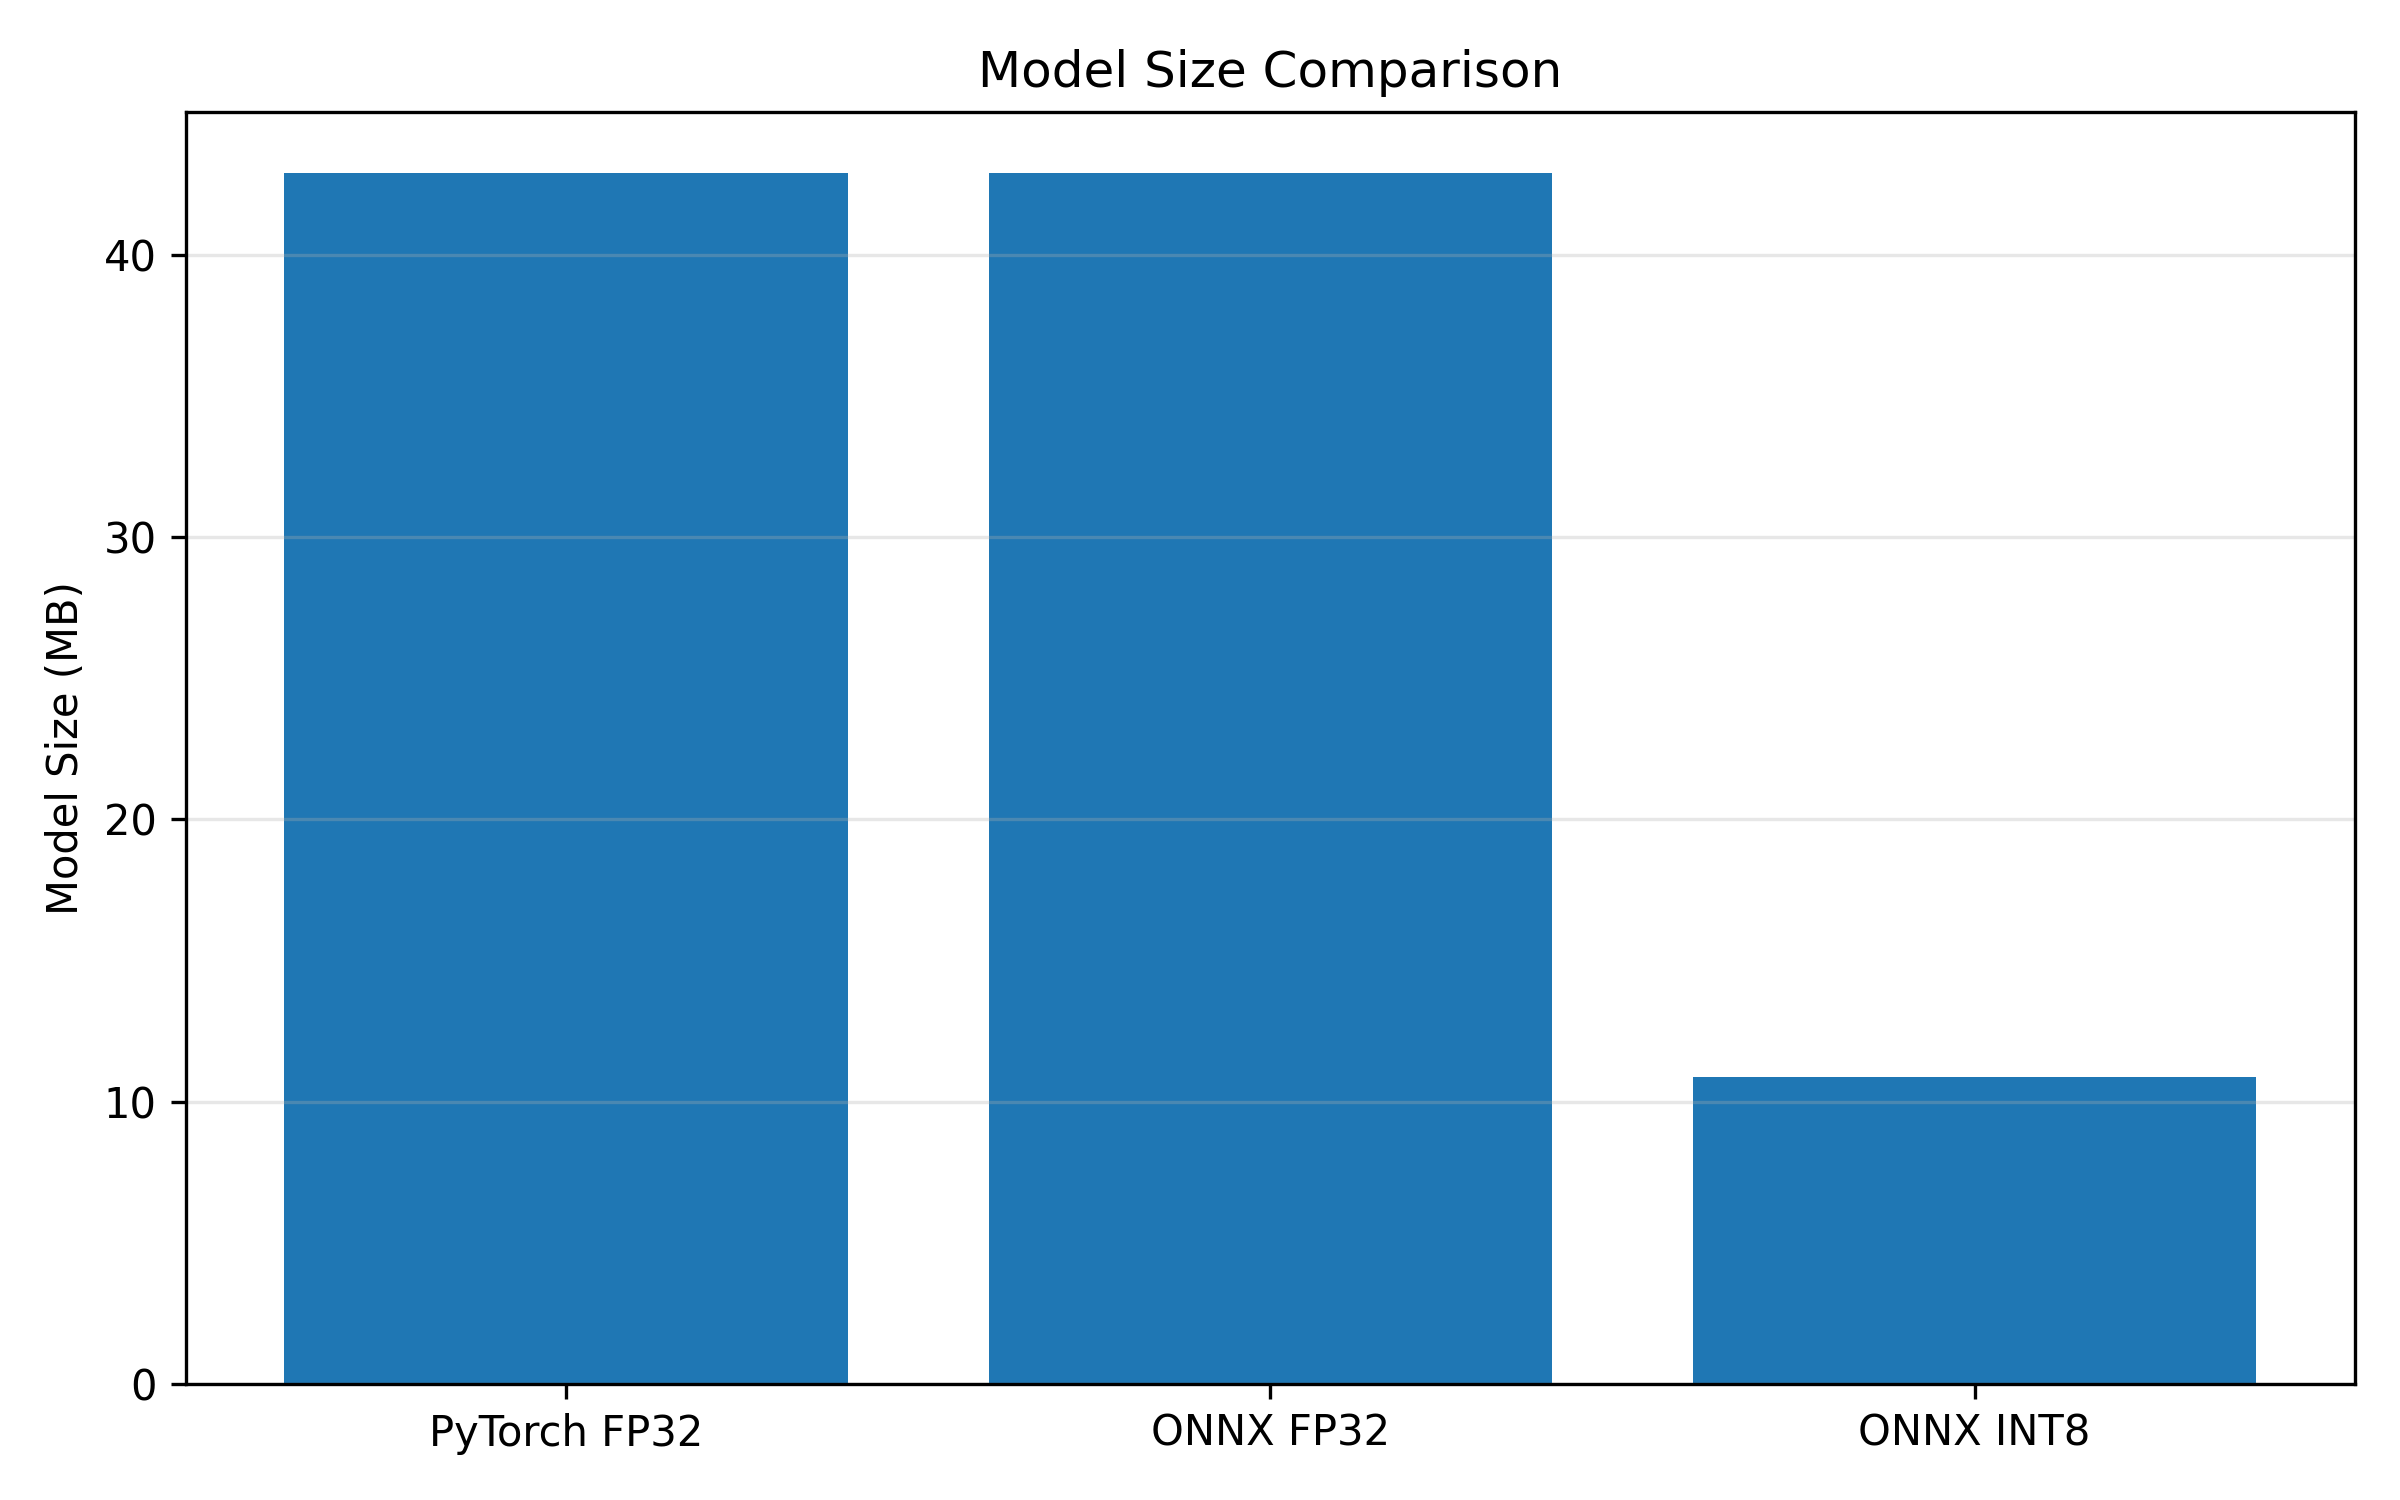 Model Size Comparison
Model Size (MB)
40
30
20
10
0
PyTorch FP32
ONNX FP32
ONNX INT8